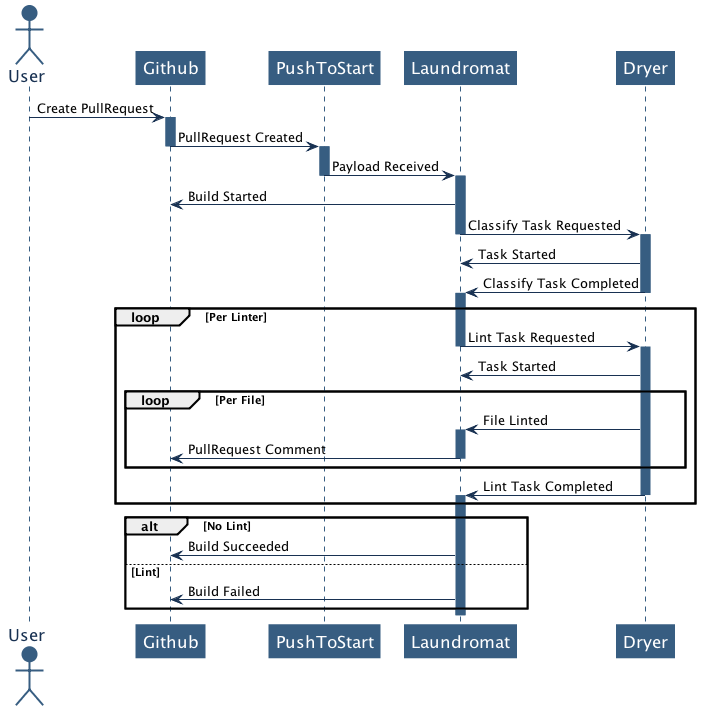 User
Github
PushToStart
Laundromat
Dryer
Create PullRequest
PullRequest Created
Payload Received
Build Started
Classify Task Requested
Task Started
Classify Task Completed
loop [Per Linter]
Lint Task Requested
Task Started
loop [Per File]
File Linted
PullRequest Comment
Lint Task Completed
alt [No Lint]
Build Succeeded
[Lint]
Build Failed
User
Github
PushToStart
Laundromat
Dryer